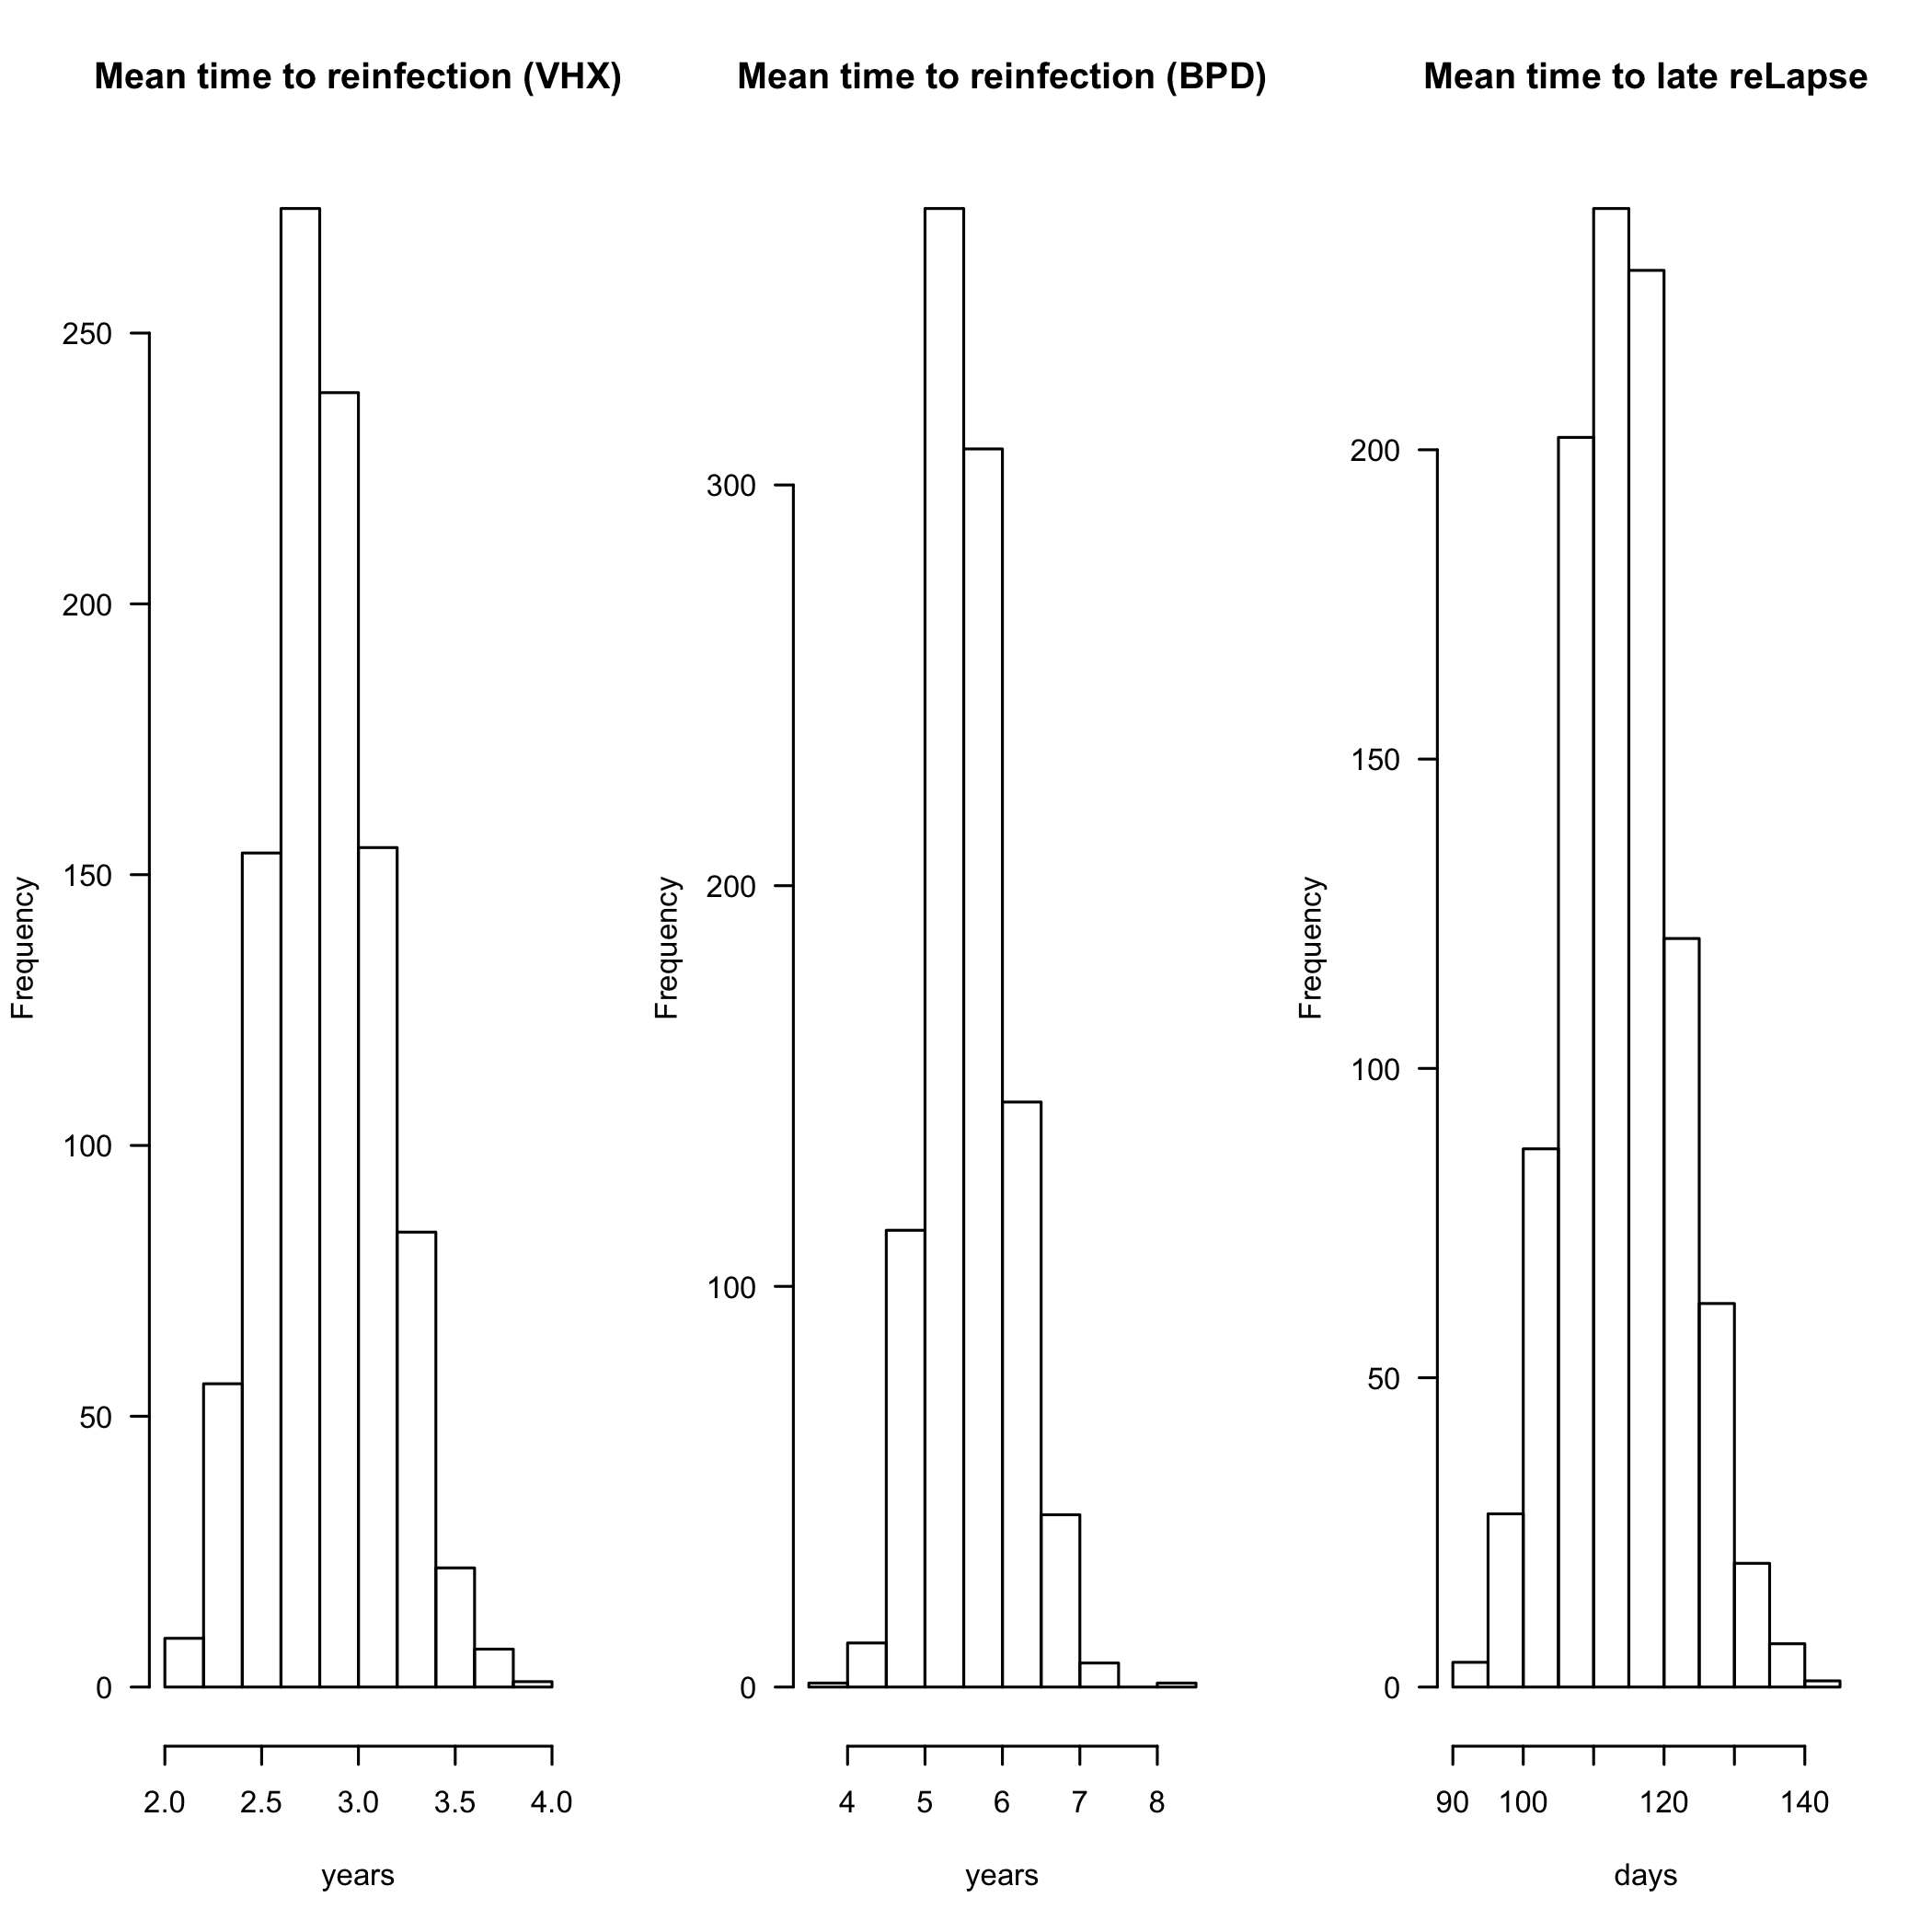 Mean time to reinfection (VHX)
Frequency
250
200
150
100
50
0
2.0 2.5 3.0 3.5 4.0
years
Mean time to reinfection (BPD)
Frequency
300
200
100
0
4 5 6 7 8
years
Mean time to late reLapse
Frequency
200
150
100
50
0
90 100 120 140
days